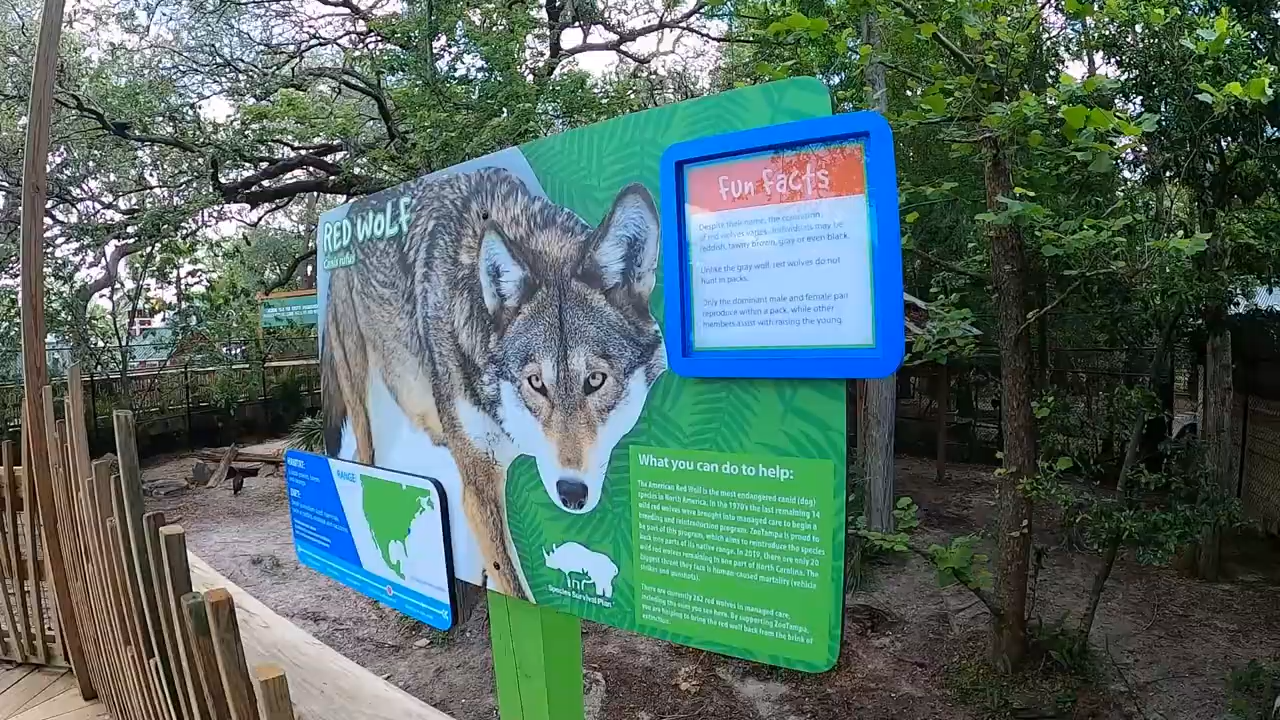 RED WOLF
Canis rufus
Fun Facts
Despite their name, the coloration
of red wolves varies. Individuals may be
reddish, tawny brown, gray or even black.
Unlike the gray wolf, red wolves do not
hunt in packs.
Only the dominant male and female pair
reproduce within a pack, while other
members assist with raising the young.
HABITAT:
DIET:
RANGE:
What you can do to help:
The American Red Wolf is the most endangered canid (dog)
species in North America. In the 1970's the last remaining 14
wild red wolves were brought into managed care to begin a
breeding and reintroduction program. ZooTampa is proud to
be part of this program, which aims to reintroduce the species
back into parts of its native range. In 2019, there are only 20
wild red wolves remaining in one part of North Carolina. The
biggest threat they face is human-caused mortality (vehicle
strikes and gunshots).
There are currently 262 red wolves in managed care,
including the ones you see here. By supporting ZooTampa,
you are helping to bring the red wolf back from the brink of
extinction.
Species Survival Plan